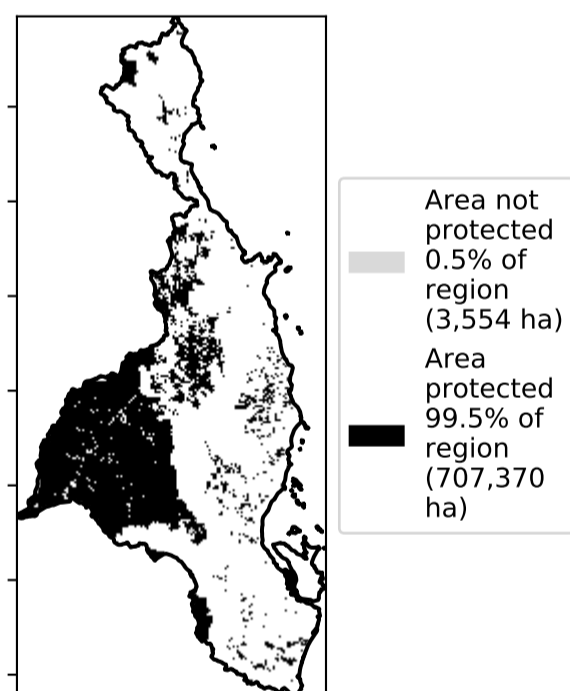 Area not
protected
0.5% of
region
(3,554 ha)
Area
protected
99.5% of
region
(707,370
ha)